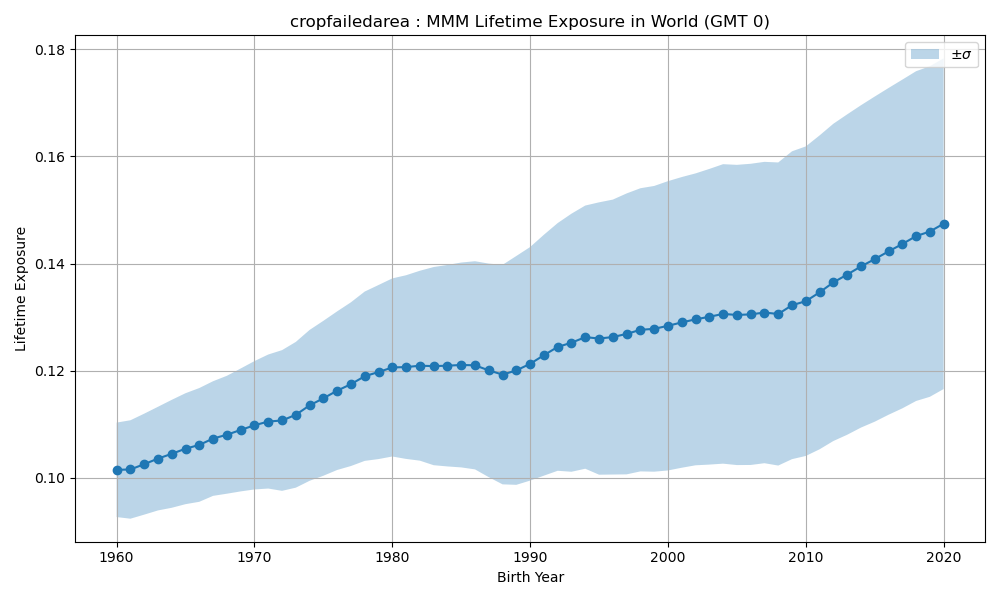 cropfailedarea : MMM Lifetime Exposure in World (GMT 0)
±σ
0.18
0.16
0.14
0.12
0.10
Lifetime Exposure
1960 1970 1980 1990 2000 2010 2020
Birth Year